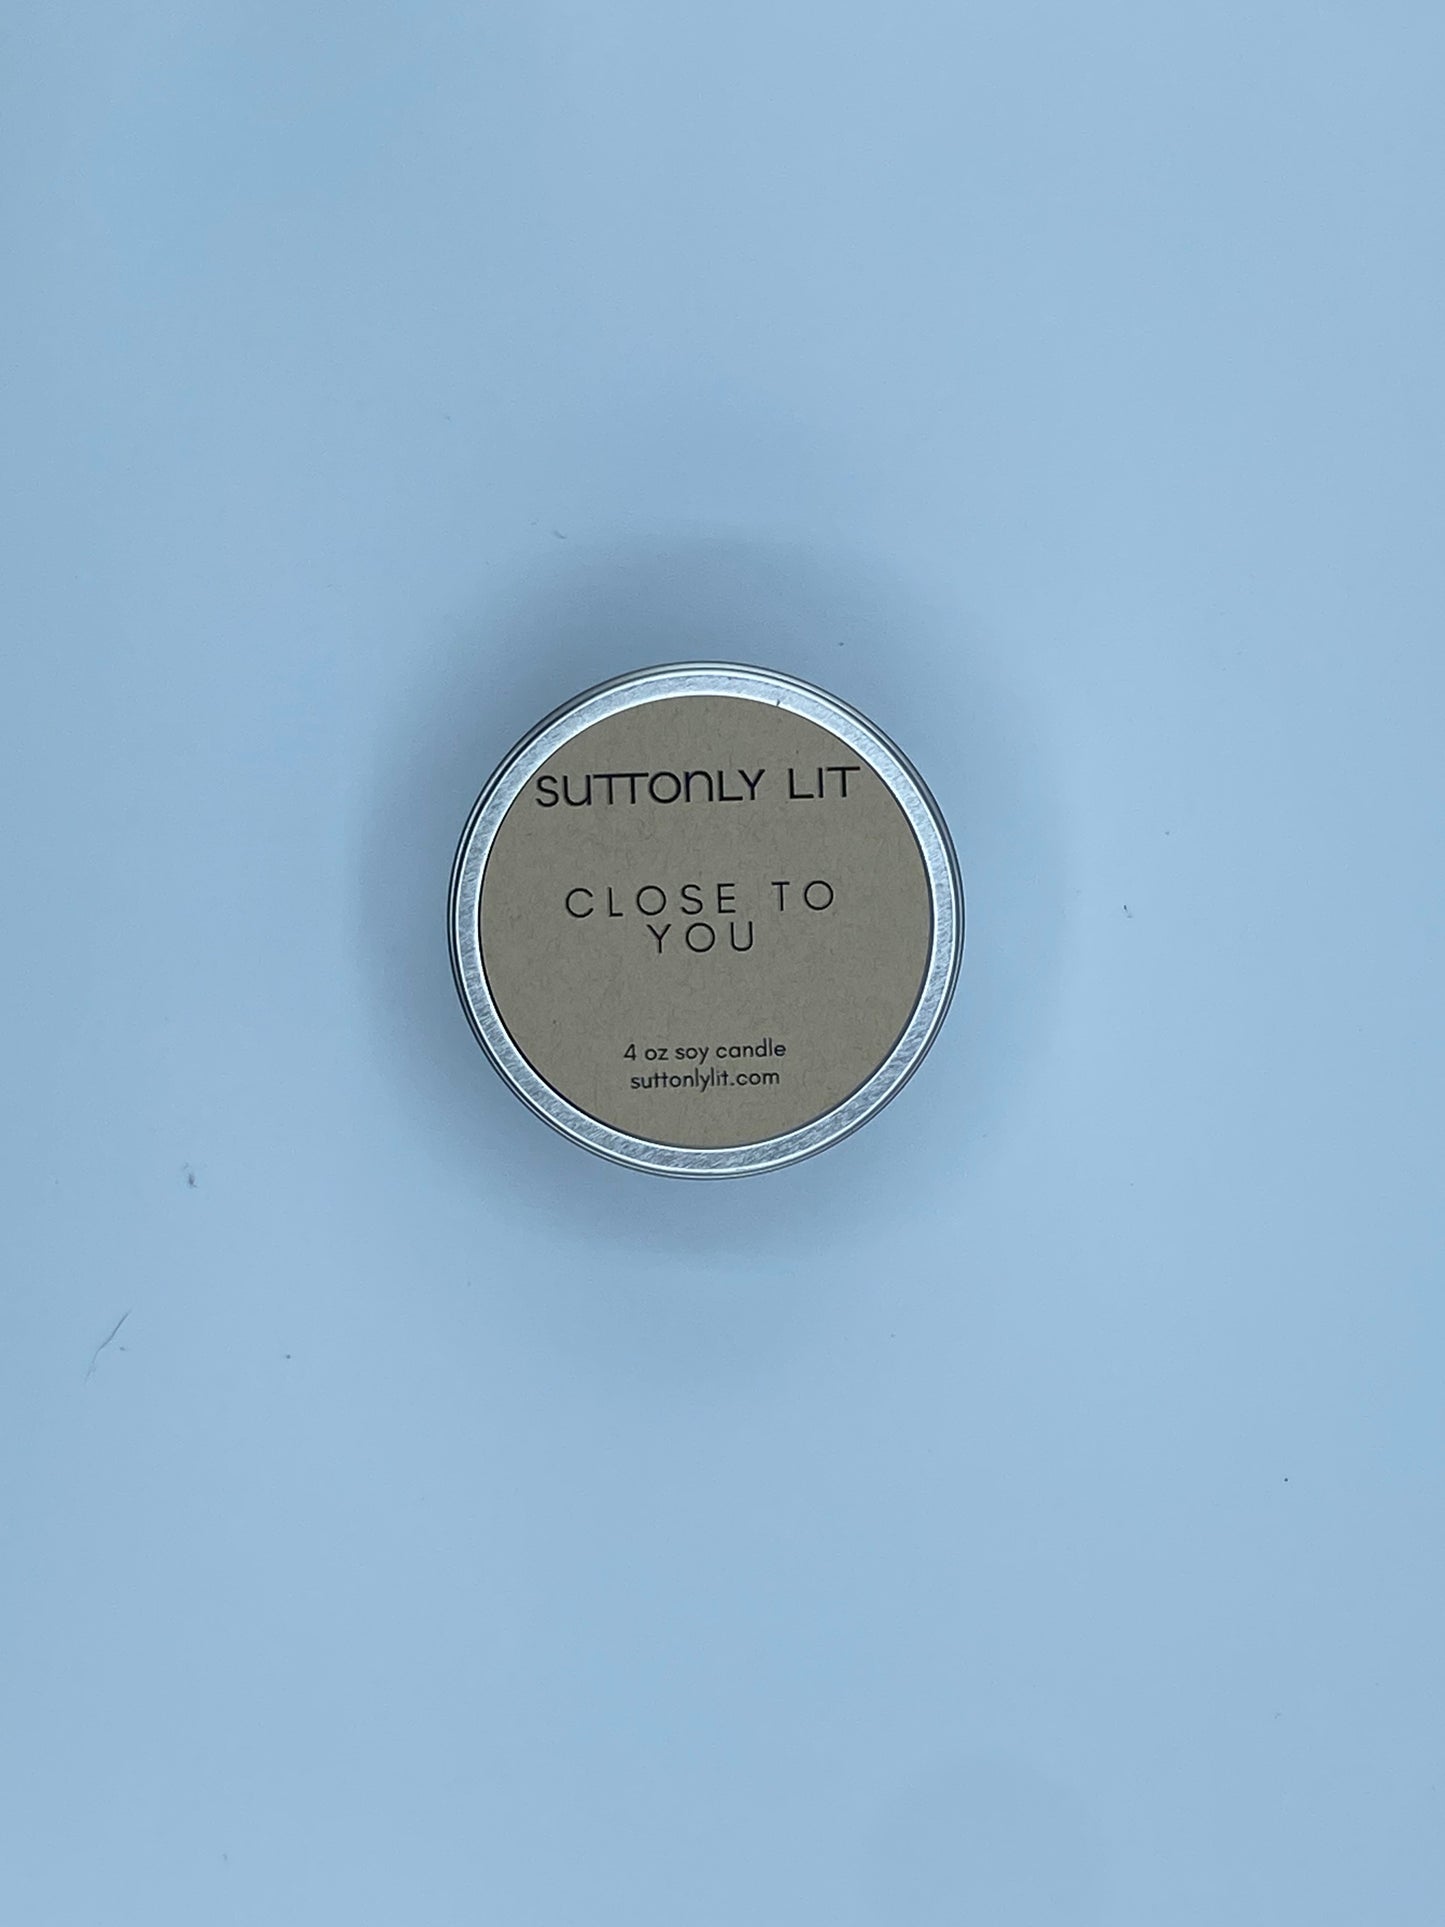 SUTTONLY LIT
CLOSE TO
YOU
4 oz soy candle
suttonlylit.com